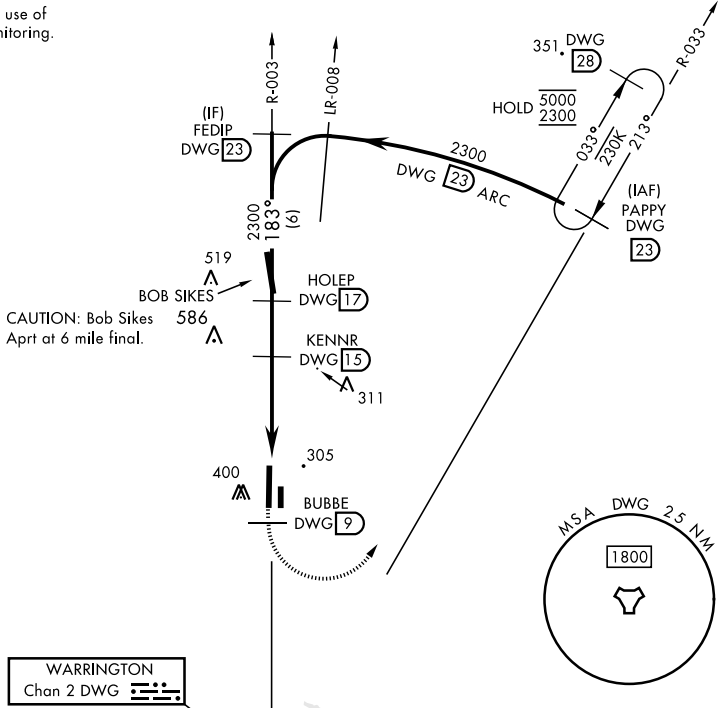 use of
itoring.
R-003
LR-008
351
DWG
28
R-033
HOLD 5000
2300
033°
230K
213°
(IF)
FEDIP
DWG 23
2300
DWG 23 ARC
(IAF)
PAPPY
DWG
23
2300
183°
(6)
519
BOB SIKES
HOLEP
DWG 17
CAUTION: Bob Sikes
Aprt at 6 mile final.
586
KENNR
DWG 15
311
305
400
BUBBE
DWG 9
MSA DWG 25 NM
1800
WARRINGTON
Chan 2 DWG